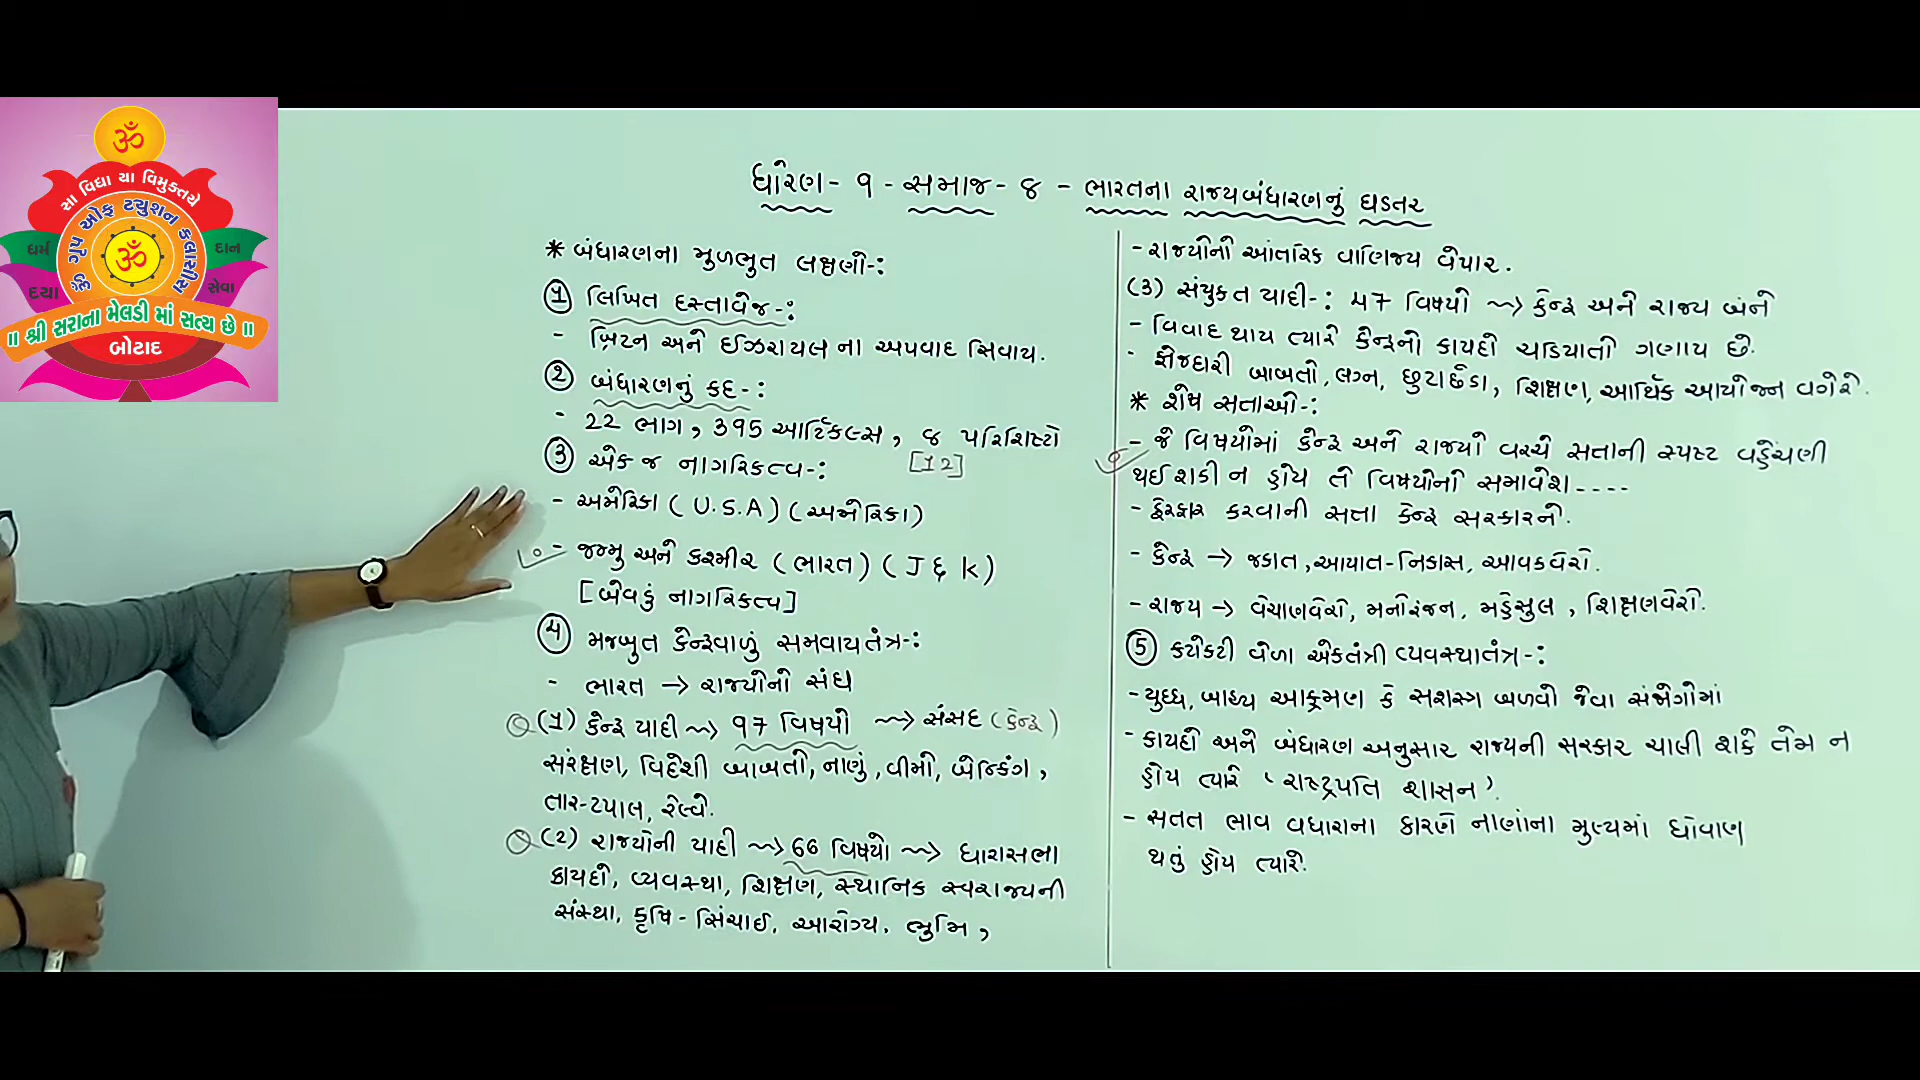 ૐ
સા વિદ્યા યા વિમુક્તયે
ૐ ગૃપ ઓફ ટ્યુશન કલાસીસ
ૐ
ધર્મ
દાન
દયા
સેવા
॥ શ્રી સરાના મેલડી માં સત્ય છે ॥
બોટાદ
ધોરણ - ૧ - સમાજ - ૪ - ભારતના રાજ્યબંધારણનું ઘડતર
* બંધારણના મુળભુત લક્ષણો-:
① લિખિત દસ્તાવેજ-:
- બ્રિટન અને ઈઝરાયલ ના અપવાદ સિવાય.
② બંધારણનું કદ-:
- 22 ભાગ, 395 આર્ટિકલ્સ, ૪ પરિશિષ્ટો
[12]
③ એક જ નાગરિકત્વ-:
- અમેરિકા (U.S.A) (અમેરિકા)
- જમ્મુ અને કશ્મીર (ભારત) (J & K)
[બેવડું નાગરિકત્વ]
④ મજબુત કેન્દ્રવાળું સમવાયતંત્ર-:
- ભારત → રાજ્યોનો સંઘ
(1) કેન્દ્ર યાદી → ૧7 વિષયો → સંસદ (કેન્દ્ર)
સંરક્ષણ, વિદેશી બાબતો, નાણું, વીમો, બેન્કિંગ,
તાર-ટપાલ, રેલ્વે.
(2) રાજ્યોની યાદી → 66 વિષયો → ધારાસભા
કાયદો, વ્યવસ્થા, શિક્ષણ, સ્થાનિક સ્વરાજ્યની
સંસ્થા, કૃષિ - સિંચાઈ, આરોગ્ય, ભુમિ,
- રાજ્યોનો આંતરિક વાણિજ્ય વેપાર.
(3) સંયુકત યાદી-: 47 વિષયો → કેન્દ્ર અને રાજ્ય બંને
- વિવાદ થાય ત્યારે કેન્દ્રનો કાયદો ચડિયાતો ગણાય છે.
- ફોજદારી બાબતો, લગ્ન, છુટાછેડા, શિક્ષણ, આર્થિક આયોજન વગેરે.
* શેષ સત્તાઓ-:
- જે વિષયોમાં કેન્દ્ર અને રાજ્યો વચ્ચે સત્તાની સ્પષ્ટ વહેંચણી
થઈ શકી ન હોય તે વિષયોનો સમાવેશ----
- ફેરફાર કરવાની સત્તા કેન્દ્ર સરકારને.
- કેન્દ્ર → જકાત, આયાત-નિકાસ, આવકવેરો.
- રાજ્ય → વેચાણવેરો, મનોરંજન, મહેસુલ, શિક્ષણવેરો.
⑤ કટોકટી વેળા એકતંત્રી વ્યવસ્થાતંત્ર-:
- યુધ્ધ, બાહ્ય આક્રમણ કે સશસ્ત્ર બળવો જેવા સંજોગોમાં
- કાયદો અને બંધારણ અનુસાર રાજ્યની સરકાર ચાલી શકે તેમ ન
હોય ત્યારે 'રાષ્ટ્રપતિ શાસન'.
- સતત ભાવ વધારાના કારણે નાણાંના મુલ્યમાં ધોવાણ
થતું હોય ત્યારે.